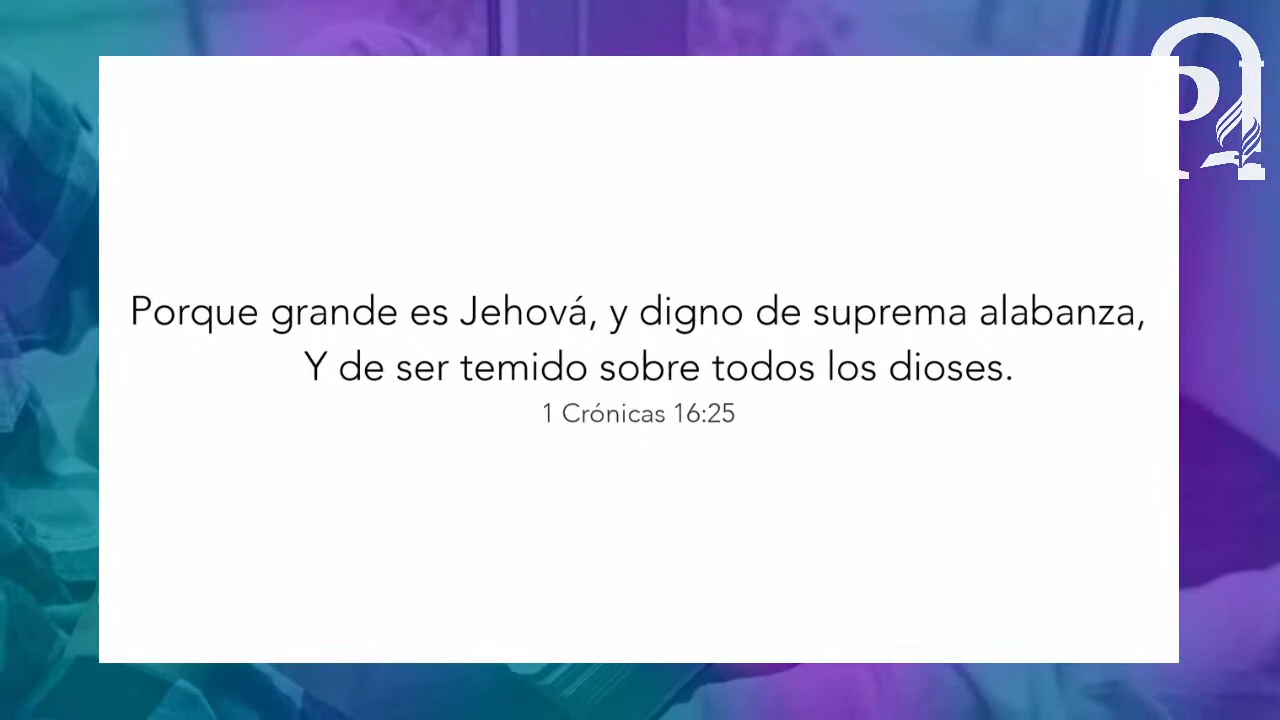 Porque grande es Jehová, y digno de suprema alabanza,
Y de ser temido sobre todos los dioses.
1 Crónicas 16:25